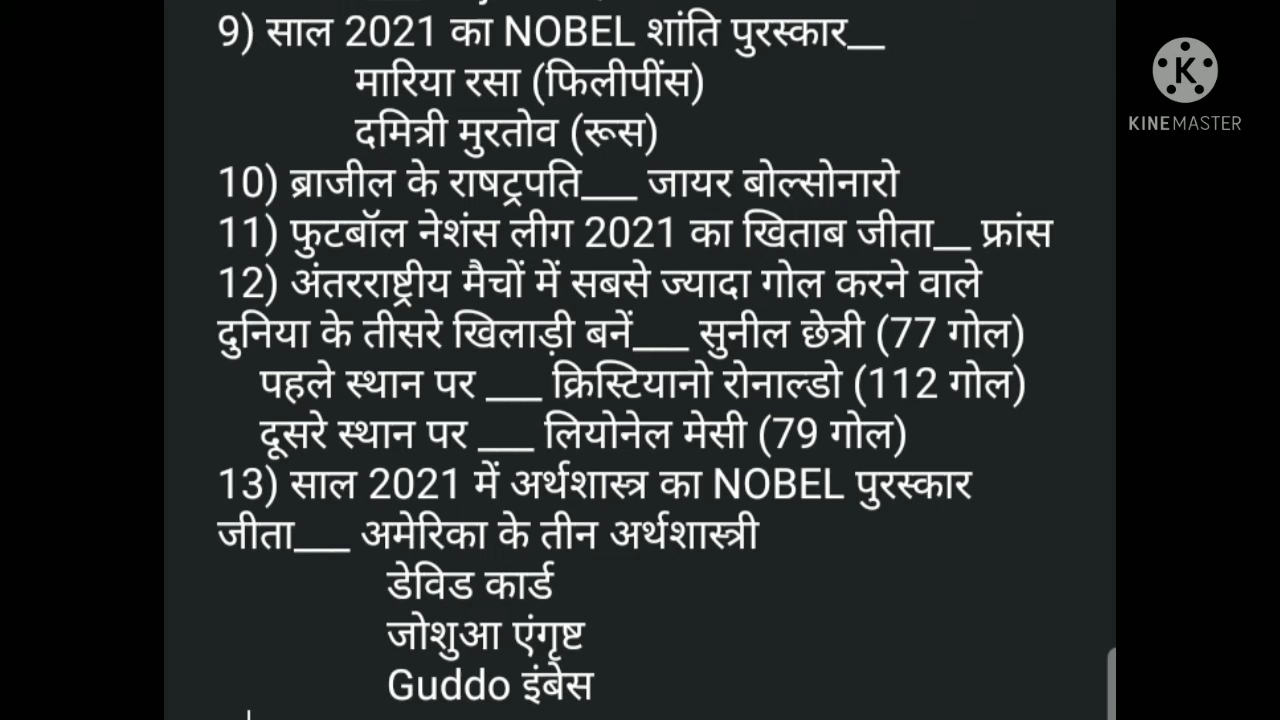 9) साल 2021 का NOBEL शांति पुरस्कार__
मारिया रसा (फिलीपींस)
दमित्री मुरतोव (रूस)
10) ब्राजील के राषट्रपति___ जायर बोल्सोनारो
11) फुटबॉल नेशंस लीग 2021 का खिताब जीता__ फ्रांस
12) अंतरराष्ट्रीय मैचों में सबसे ज्यादा गोल करने वाले
दुनिया के तीसरे खिलाड़ी बनें___ सुनील छेत्री (77 गोल)
पहले स्थान पर ___ क्रिस्टियानो रोनाल्डो (112 गोल)
दूसरे स्थान पर ___ लियोनेल मेसी (79 गोल)
13) साल 2021 में अर्थशास्त्र का NOBEL पुरस्कार
जीता___ अमेरिका के तीन अर्थशास्त्री
डेविड कार्ड
जोशुआ एंगृष्ट
Guddo इंबेस
K
KINEMASTER